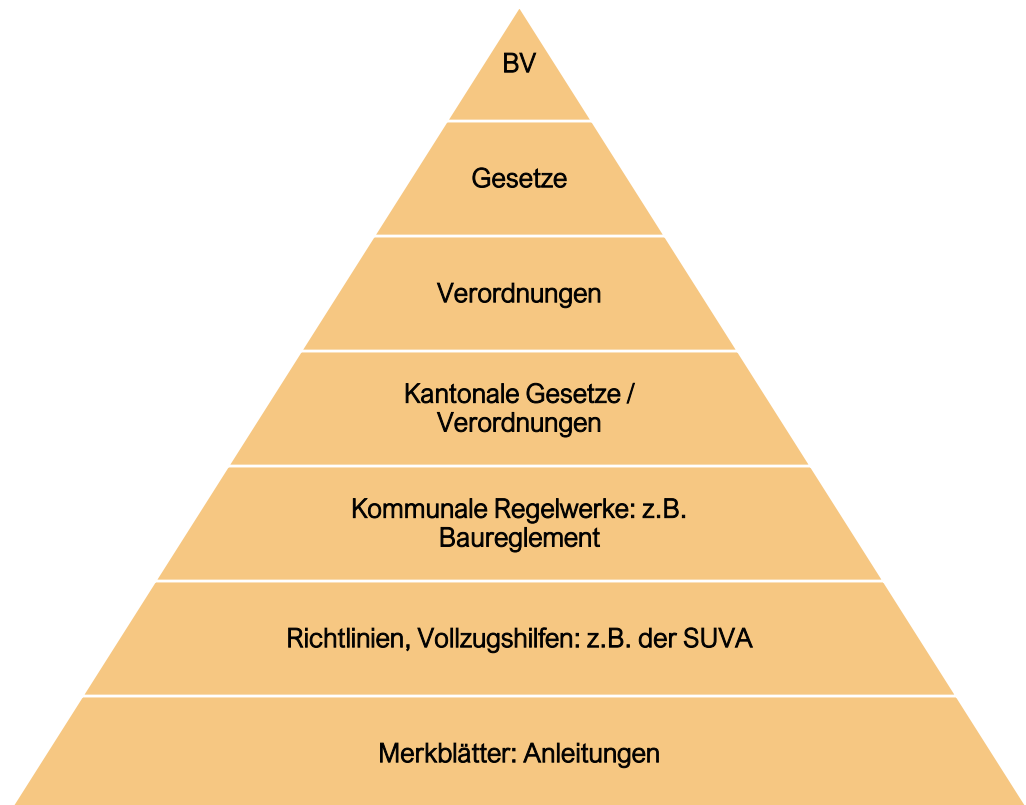 BV
Gesetze
Verordnungen
Kantonale Gesetze /
Verordnungen
Kommunale Regelwerke: z.B.
Baureglement
Richtlinien, Vollzugshilfen: z.B. der SUVA
Merkblätter: Anleitungen